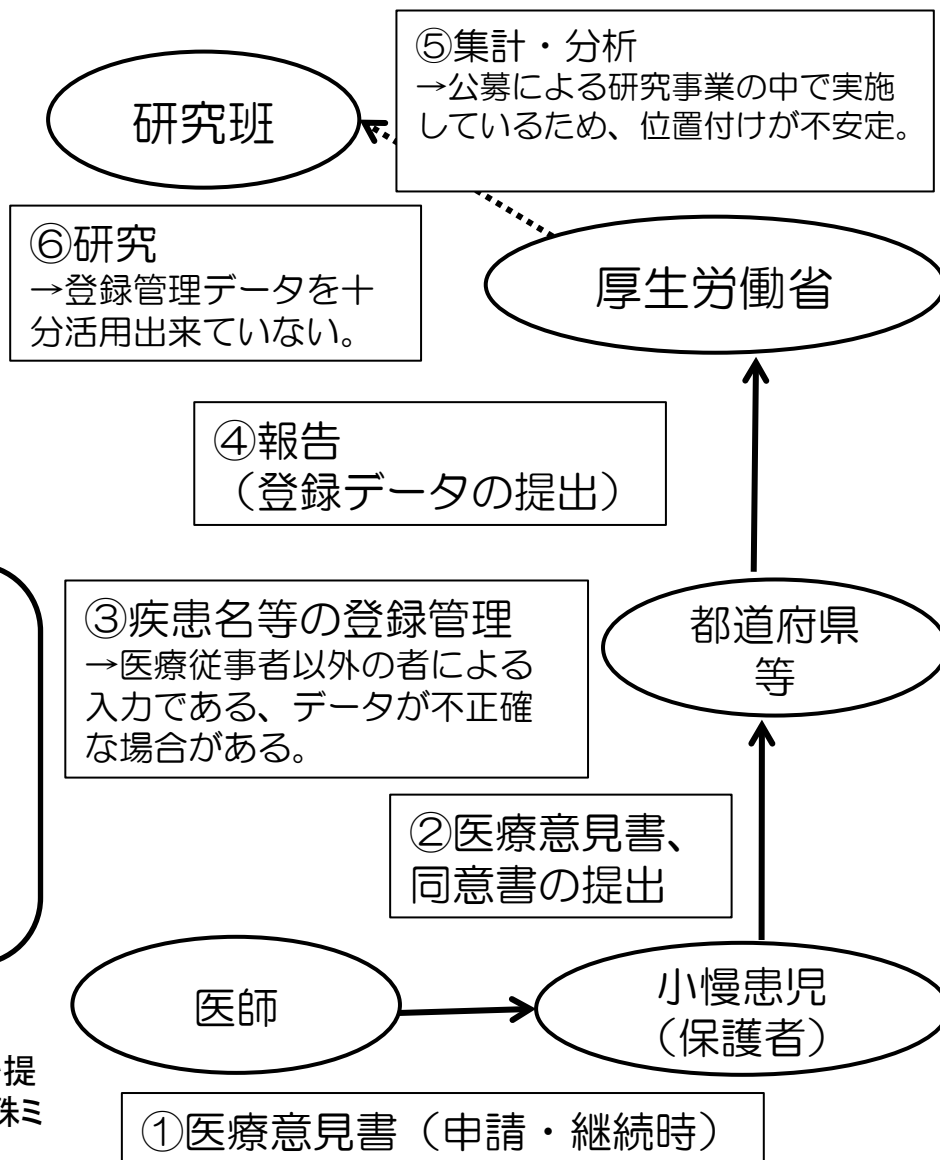 ⑤集計・分析
→公募による研究事業の中で実施
しているため、位置付けが不安定。
研究班
⑥研究
→登録管理データを十
分活用出来ていない。
厚生労働省
④報告
（登録データの提出）
③疾患名等の登録管理
→医療従事者以外の者による
入力である、データが不正確
な場合がある。
都道府県
等
②医療意見書、
同意書の提出
医師
小慢患児
（保護者）
提
殊ミ
①医療意見書（申請・継続時）